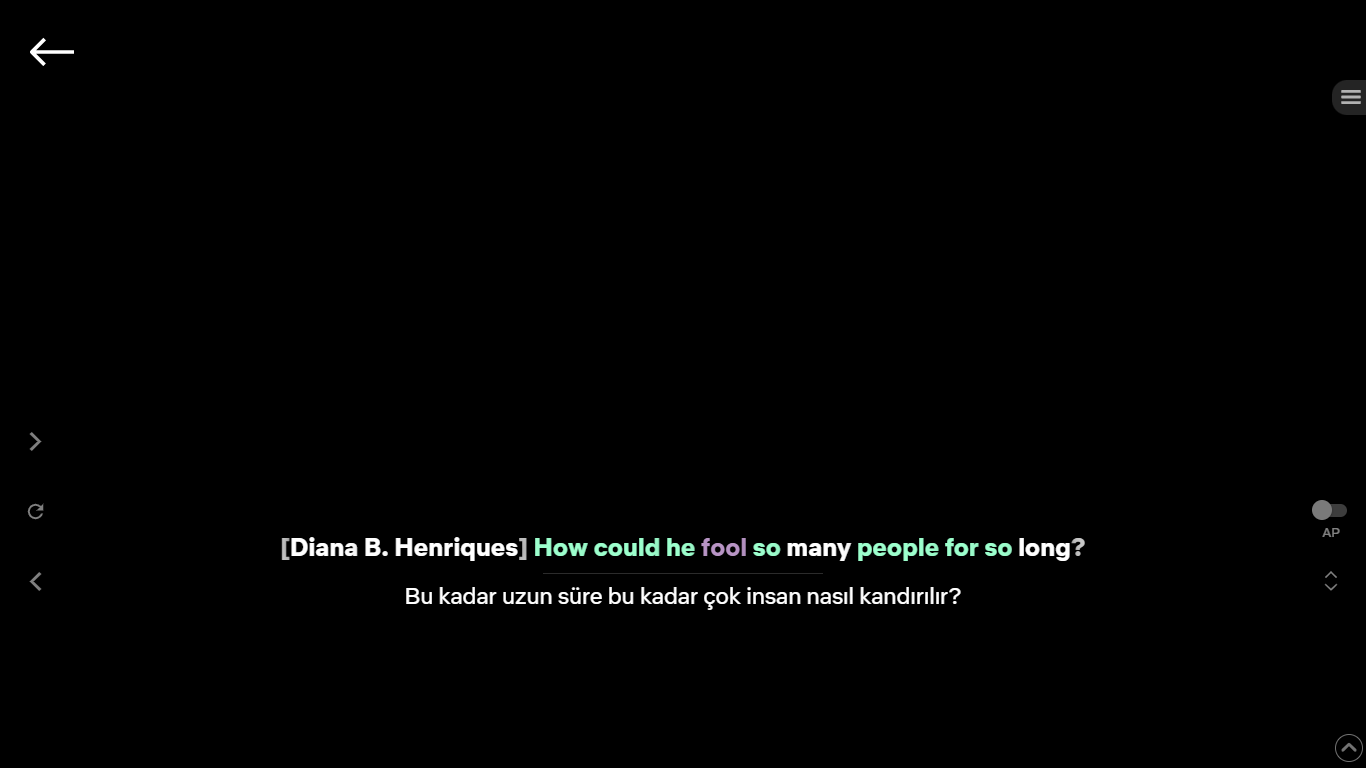 [Diana B. Henriques] How could he fool so many people for so long?
Bu kadar uzun süre bu kadar çok insan nasıl kandırılır?
AP